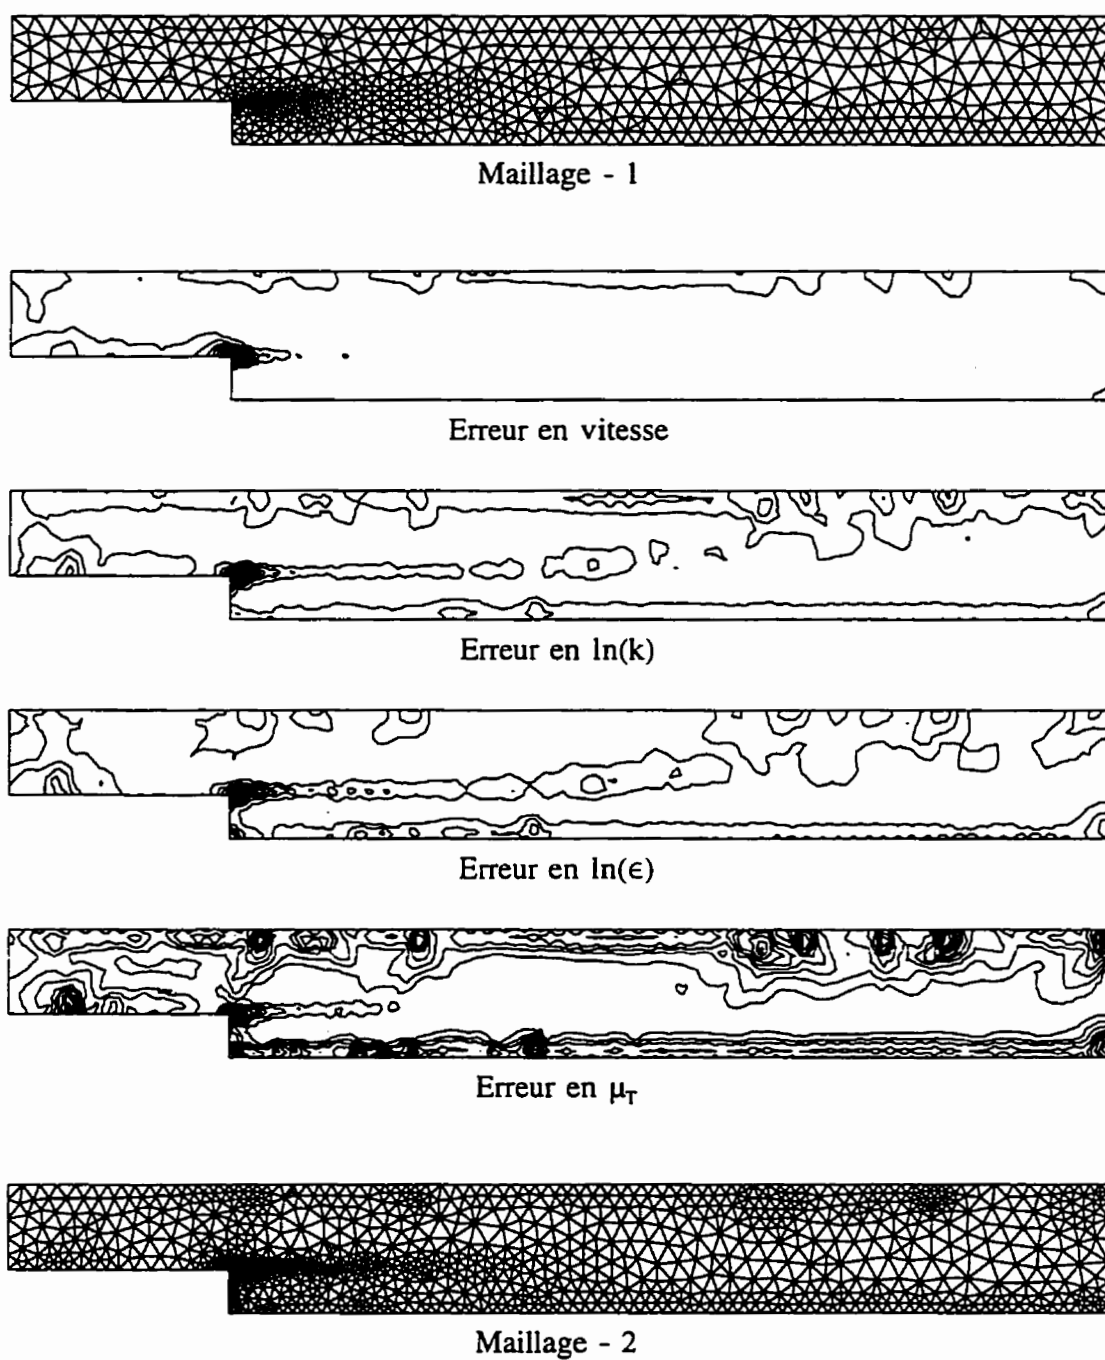 Maillage - 1
Erreur en vitesse
Erreur en ln(k)
Erreur en ln(ϵ)
Erreur en μ_T
Maillage - 2